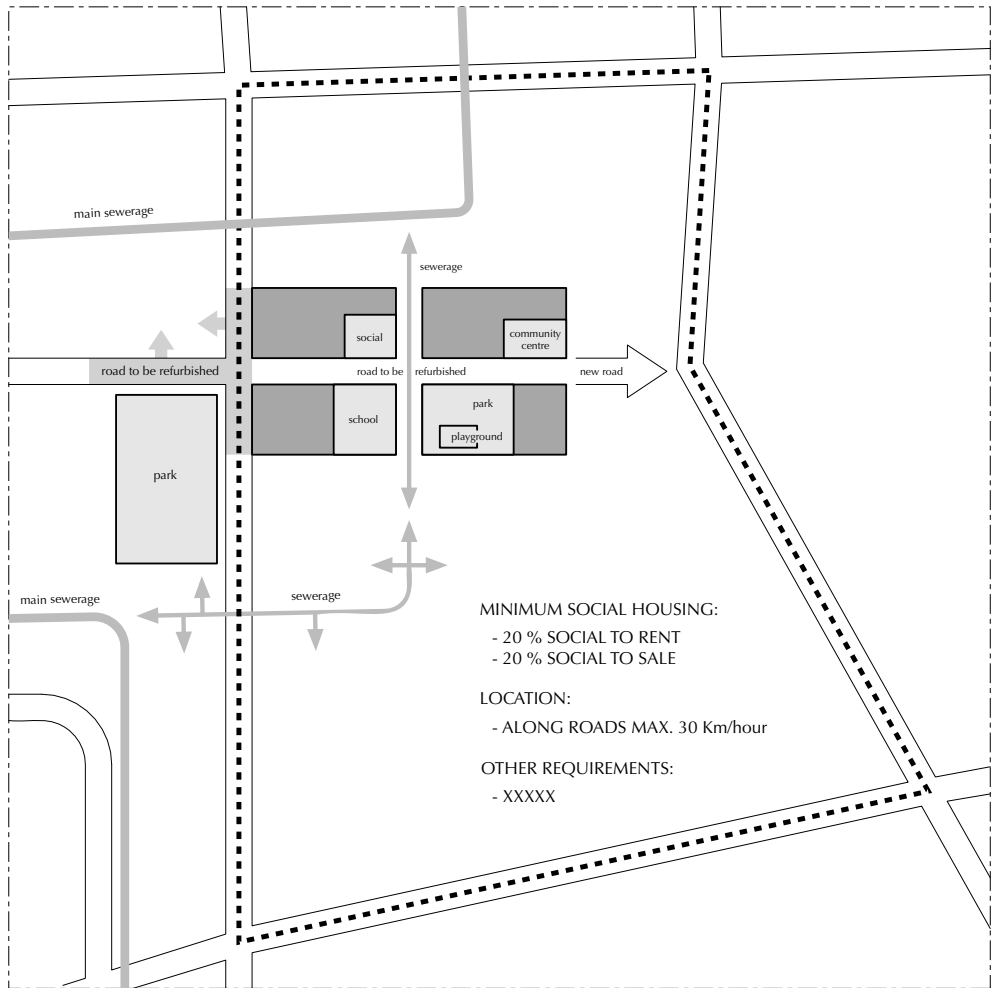 main sewerage
sewerage
social
community
centre
road to be refurbished
road to be refurbished
new road
school
park
playground
park
main sewerage
sewerage
MINIMUM SOCIAL HOUSING:
- 20 % SOCIAL TO RENT
- 20 % SOCIAL TO SALE
LOCATION:
- ALONG ROADS MAX. 30 Km/hour
OTHER REQUIREMENTS:
- XXXXX